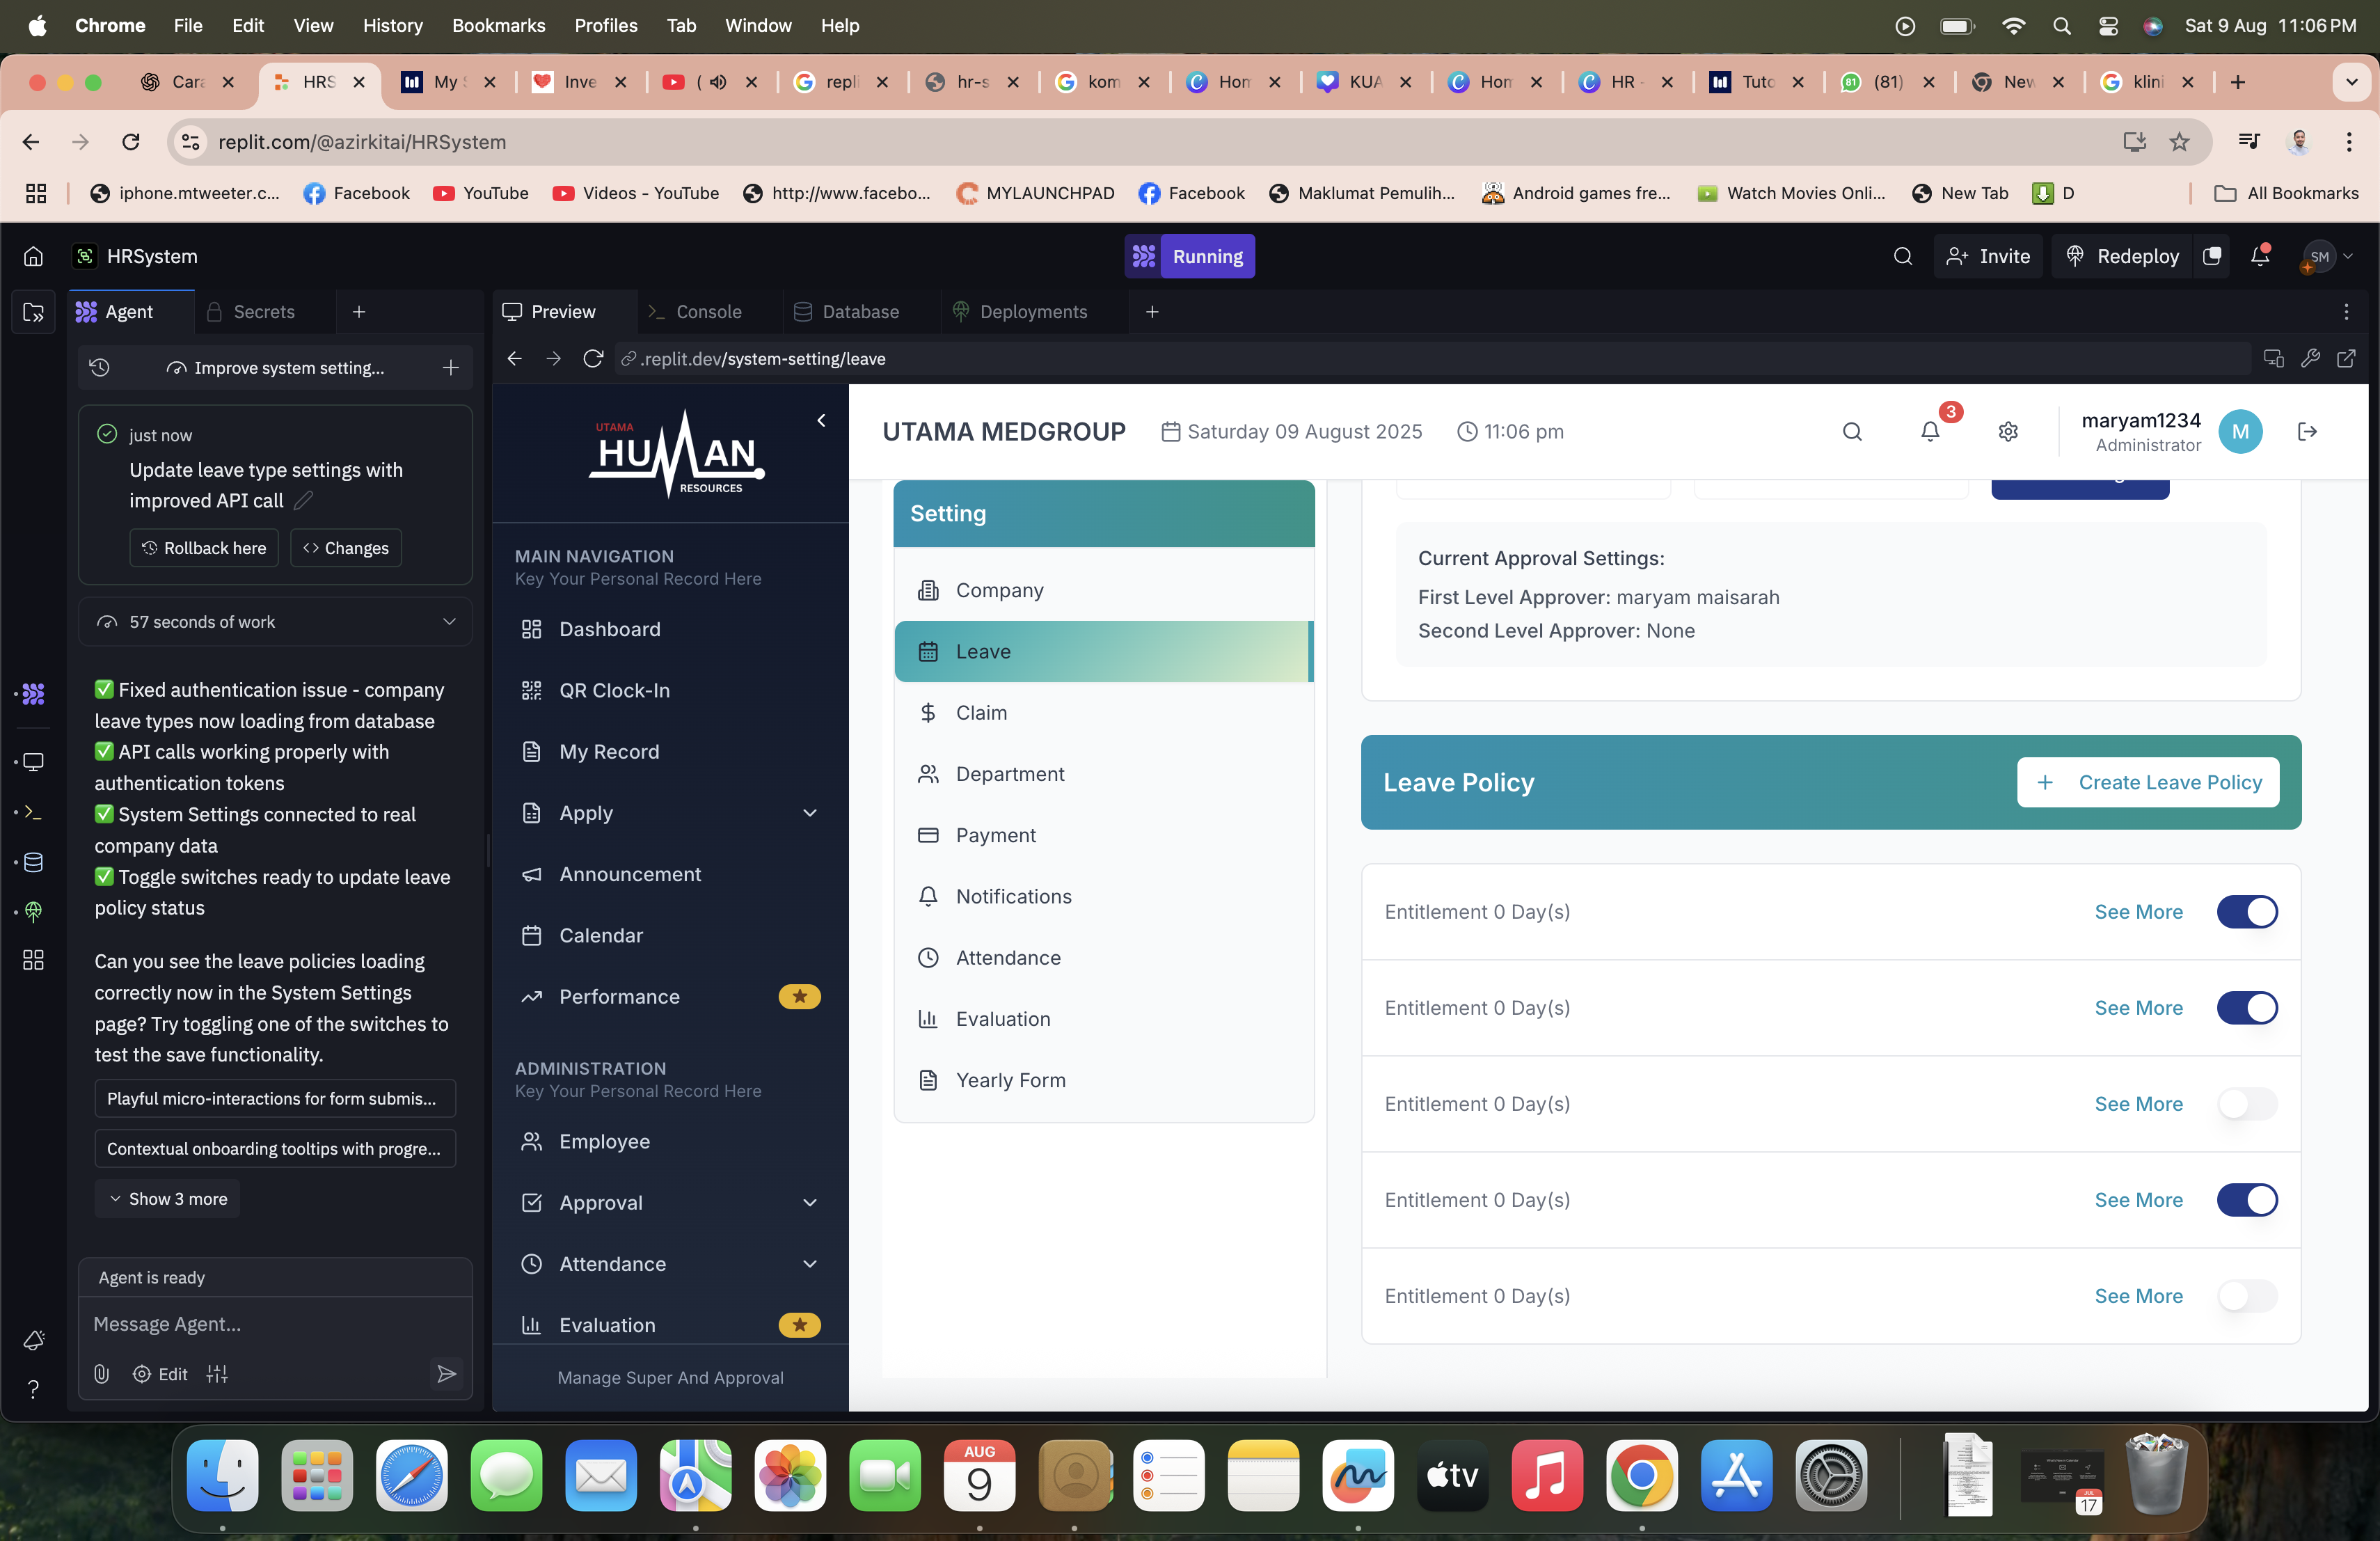 Chrome File Edit View History Bookmarks Profiles Tab Window Help Sat 9 Aug 11:06 PM
Cara HRS My S Inve ( repli hr-s kom Hom KUA Hom HR - Tuto (81) New klini
replit.com/@azirkitai/HRSystem
iphone.mtweeter.c... Facebook YouTube Videos - YouTube http://www.facebo... MYLAUNCHPAD Facebook Maklumat Pemulih... Android games fre... Watch Movies Onli... New Tab D All Bookmarks
HRSystem Running Invite Redeploy SM
Agent Secrets Preview Console Database Deployments
Improve system setting...
.replit.dev/system-setting/leave
just now
Update leave type settings with
improved API call
Rollback here Changes
57 seconds of work
✅ Fixed authentication issue - company
leave types now loading from database
✅ API calls working properly with
authentication tokens
✅ System Settings connected to real
company data
✅ Toggle switches ready to update leave
policy status
Can you see the leave policies loading
correctly now in the System Settings
page? Try toggling one of the switches to
test the save functionality.
Playful micro-interactions for form submis...
Contextual onboarding tooltips with progre...
Show 3 more
Agent is ready
Message Agent...
Edit
UTAMA
HUMAN
RESOURCES
MAIN NAVIGATION
Key Your Personal Record Here
Dashboard
QR Clock-In
My Record
Apply
Announcement
Calendar
Performance
ADMINISTRATION
Key Your Personal Record Here
Employee
Approval
Attendance
Evaluation
Manage Super And Approval
UTAMA MEDGROUP Saturday 09 August 2025 11:06 pm 3 maryam1234
Administrator
M
Setting
Company
Leave
Claim
Department
Payment
Notifications
Attendance
Evaluation
Yearly Form
Current Approval Settings:
First Level Approver: maryam maisarah
Second Level Approver: None
Leave Policy + Create Leave Policy
Entitlement 0 Day(s) See More
Entitlement 0 Day(s) See More
Entitlement 0 Day(s) See More
Entitlement 0 Day(s) See More
Entitlement 0 Day(s) See More
AUG
9
tv
JUL
17